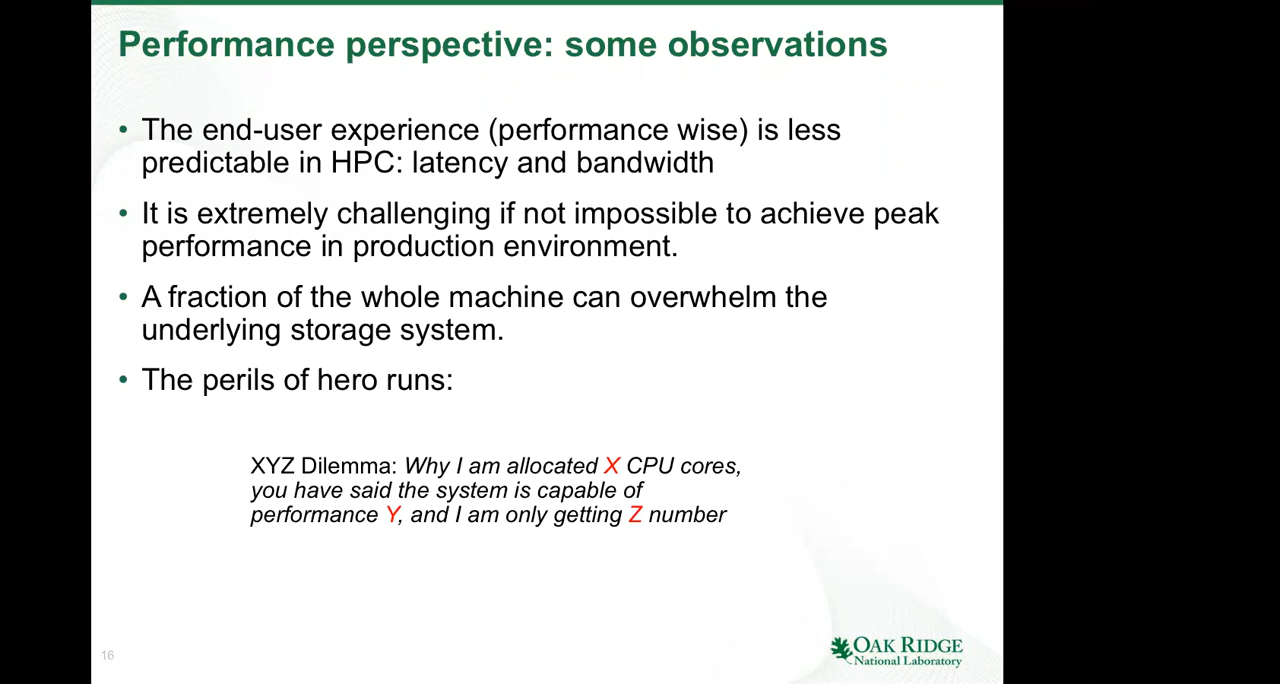 Performance perspective: some observations
• The end-user experience (performance wise) is less
predictable in HPC: latency and bandwidth
• It is extremely challenging if not impossible to achieve peak
performance in production environment.
• A fraction of the whole machine can overwhelm the
underlying storage system.
• The perils of hero runs:
XYZ Dilemma: Why I am allocated X CPU cores,
you have said the system is capable of
performance Y, and I am only getting Z number
16
OAK RIDGE
National Laboratory